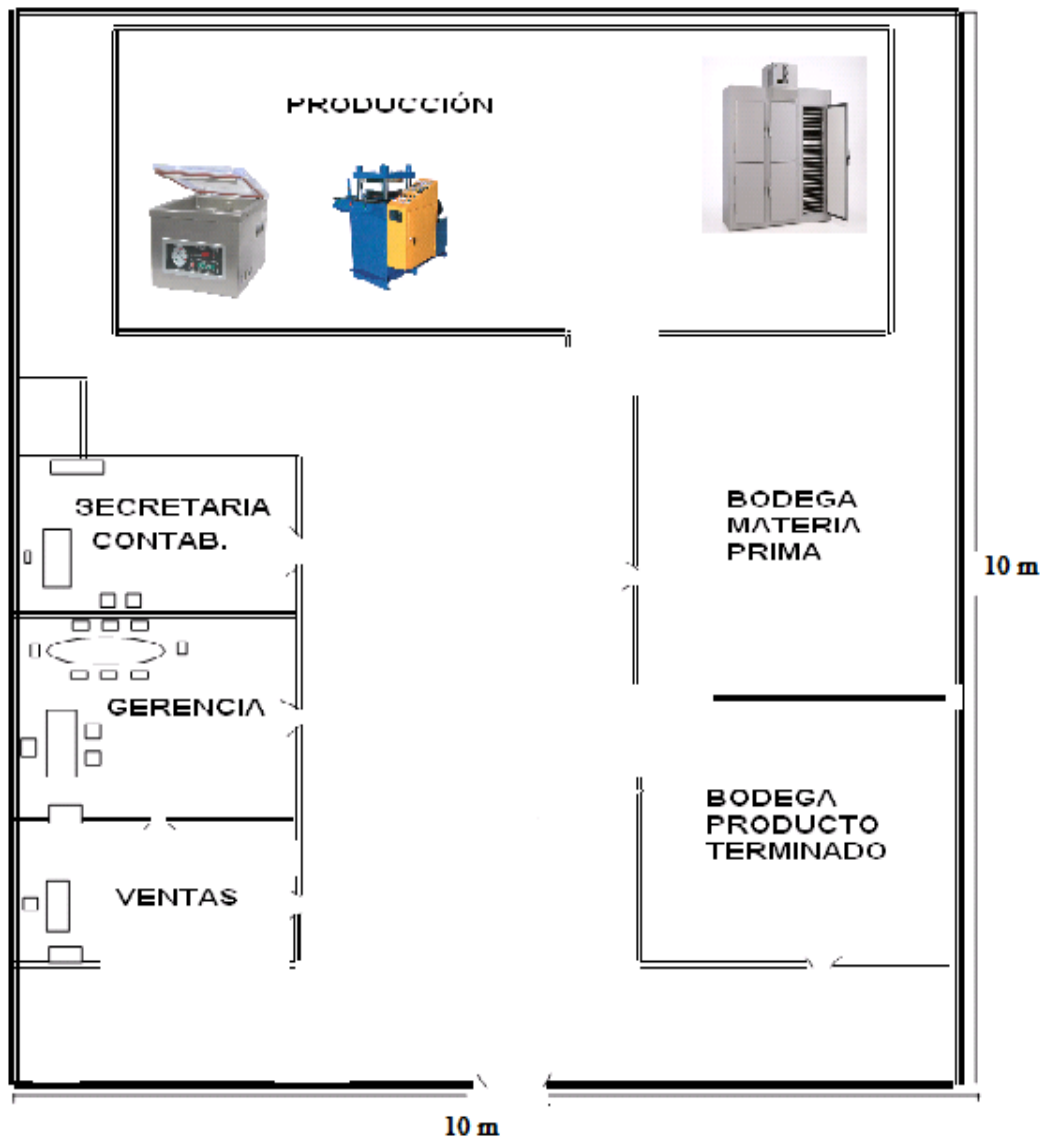 PRODUCCIÓN
SECRETARIA
CONTAB.
BODEGA
MATERIA
PRIMA
10 m
GERENCIA
BODEGA
PRODUCTO
TERMINADO
VENTAS
10 m